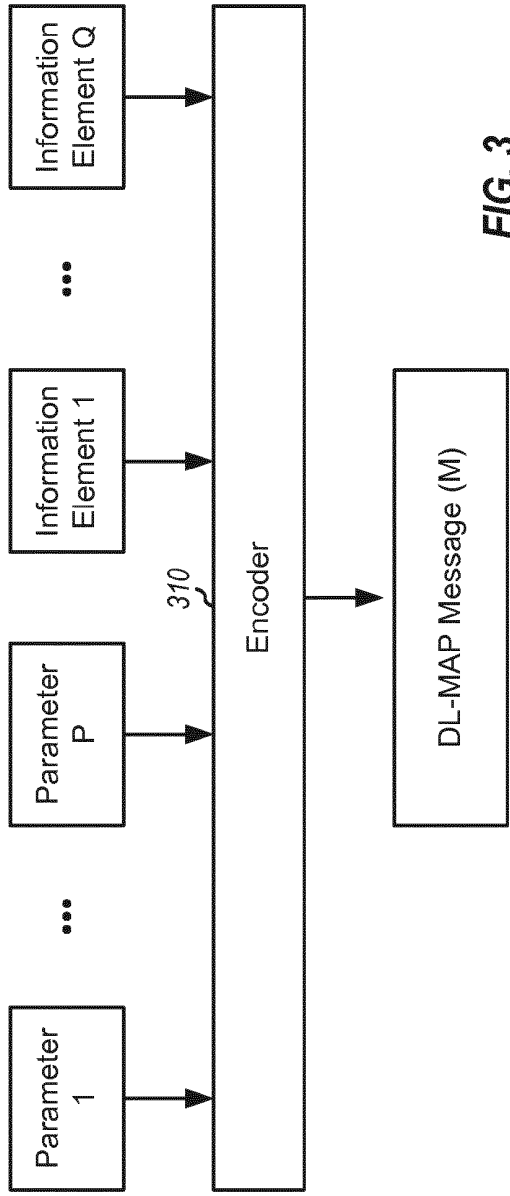 Parameter
1
•••
Parameter
P
Information
Element 1
•••
Information
Element Q
310
Encoder
DL-MAP Message (M)
FIG. 3